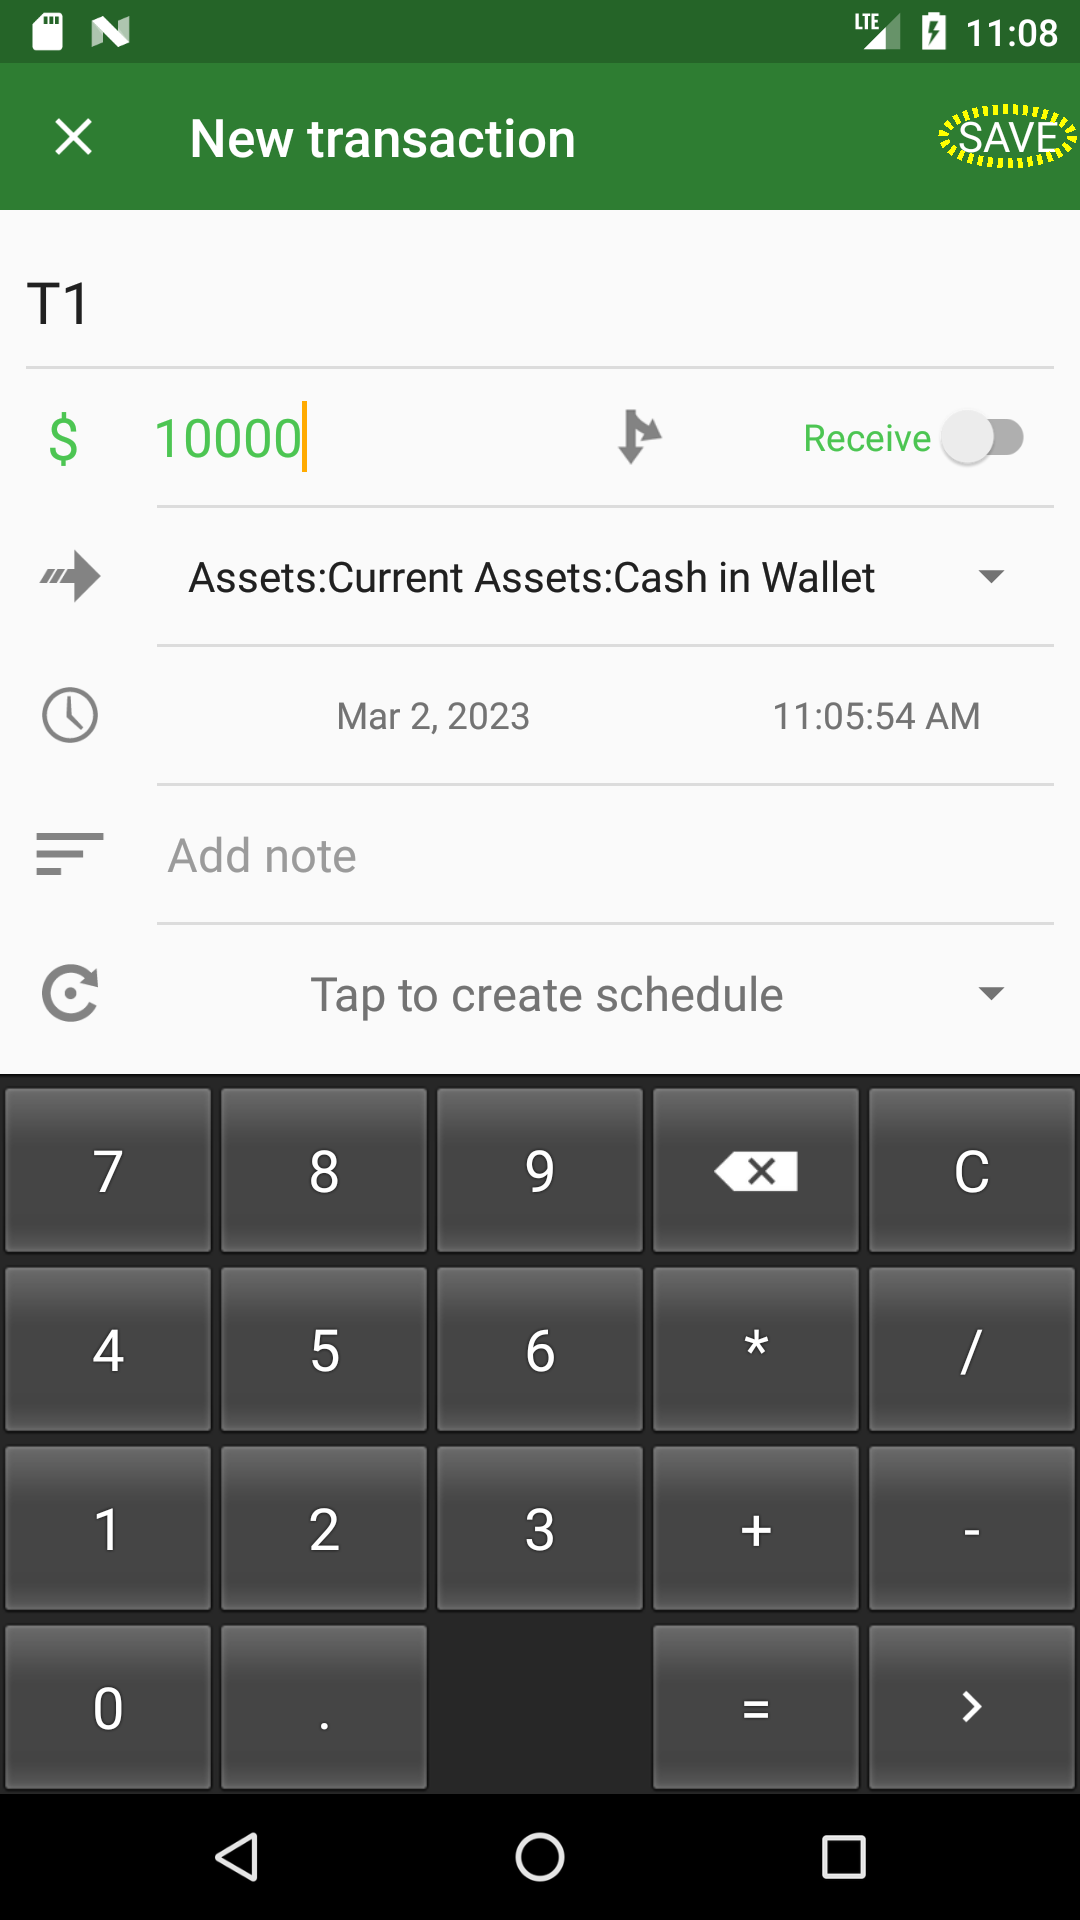 LTE 11:08
New transaction SAVE
T1
$ 10000 Receive
Assets:Current Assets:Cash in Wallet
Mar 2, 2023 11:05:54 AM
Add note
Tap to create schedule
7 8 9 C
4 5 6 * /
1 2 3 + -
0 . =